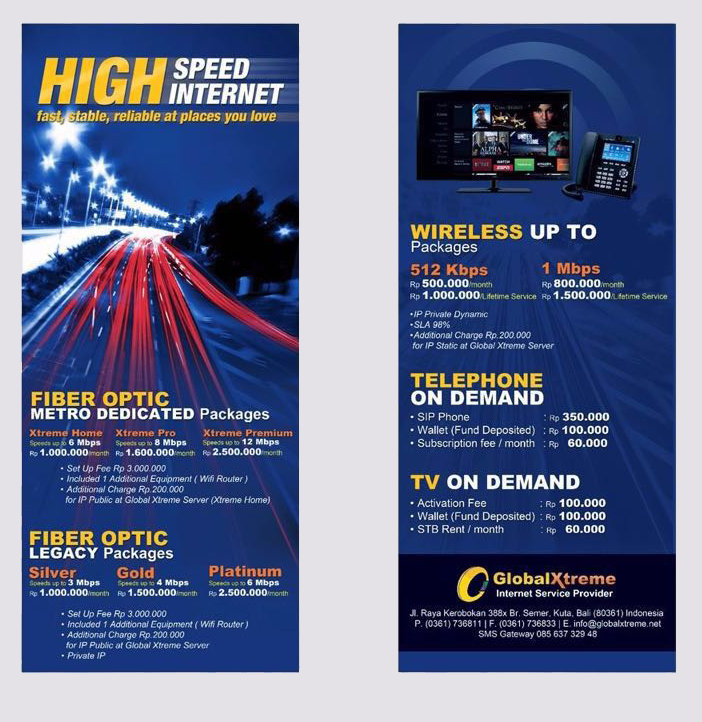 HIGH SPEED
INTERNET
fast, stable, reliable at places you love
FIBER OPTIC
METRO DEDICATED Packages
Xtreme Home Xtreme Pro Xtreme Premium
Speeds up to 6 Mbps Speeds up to 8 Mbps Speeds up to 12 Mbps
Rp 1.000.000/month Rp 1.600.000/month Rp 2.500.000/month
• Set Up Fee Rp 3.000.000
• Included 1 Additional Equipment ( Wifi Router )
• Additional Charge Rp.200.000
for IP Public at Global Xtreme Server (Xtreme Home)
FIBER OPTIC
LEGACY Packages
Silver Gold Platinum
Speeds up to 3 Mbps Speeds up to 4 Mbps Speeds up to 6 Mbps
Rp 1.000.000/month Rp 1.500.000/month Rp 2.500.000/month
• Set Up Fee Rp 3.000.000
• Included 1 Additional Equipment ( Wifi Router )
• Additional Charge Rp.200.000
for IP Public at Global Xtreme Server
• Private IP
UNDER THE DOME
ALPHA
WATCH ESPN
WIRELESS UP TO
Packages
512 Kbps 1 Mbps
Rp 500.000/month Rp 800.000/month
Rp 1.000.000/Lifetime Service Rp 1.500.000/Lifetime Service
•IP Private Dynamic
•SLA 98%
•Additional Charge Rp.200.000
for IP Static at Global Xtreme Server
TELEPHONE
ON DEMAND
• SIP Phone : Rp 350.000
• Wallet (Fund Deposited) : Rp 100.000
• Subscription fee / month : Rp 60.000
TV ON DEMAND
• Activation Fee : Rp 100.000
• Wallet (Fund Deposited) : Rp 100.000
• STB Rent / month : Rp 60.000
GlobalXtreme
Internet Service Provider
Jl. Raya Kerobokan 388x Br. Semer, Kuta, Bali (80361) Indonesia
P. (0361) 736811 | F. (0361) 736833 | E. info@globalxtreme.net
SMS Gateway 085 637 329 48